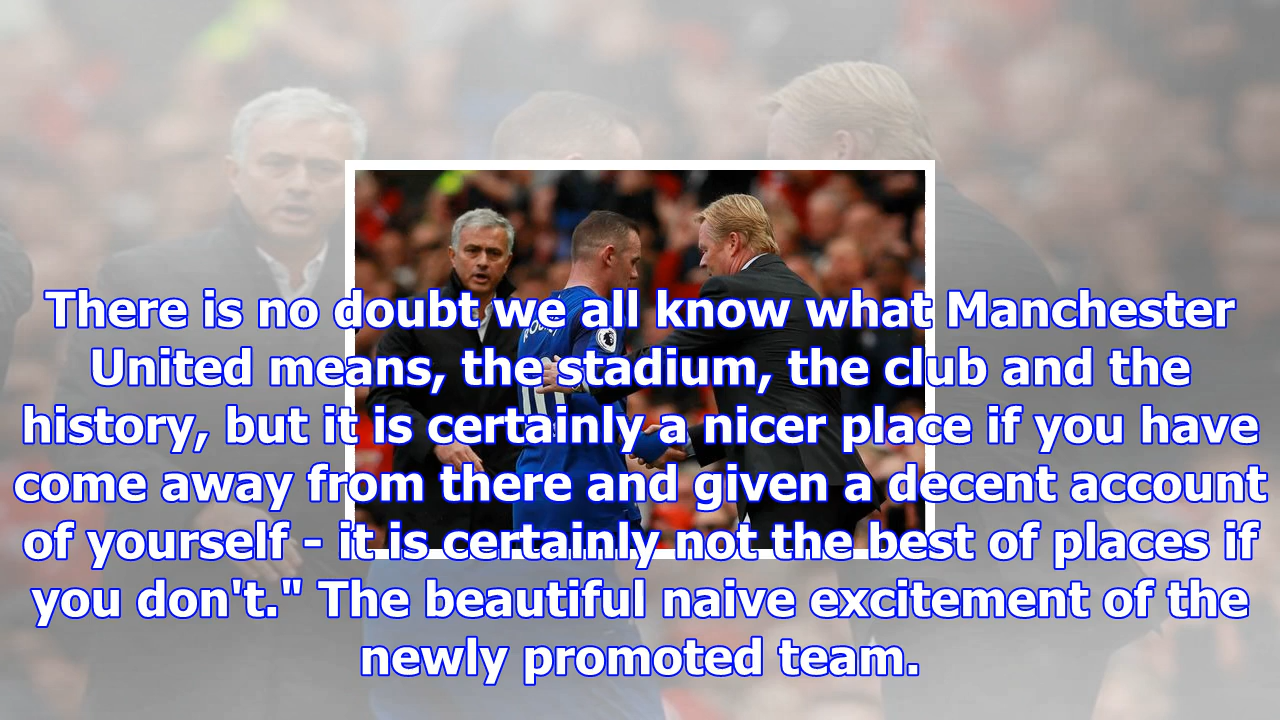 There is no doubt we all know what Manchester
United means, the stadium, the club and the
history, but it is certainly a nicer place if you have
come away from there and given a decent account
of yourself - it is certainly not the best of places if
you don't." The beautiful naive excitement of the
newly promoted team.